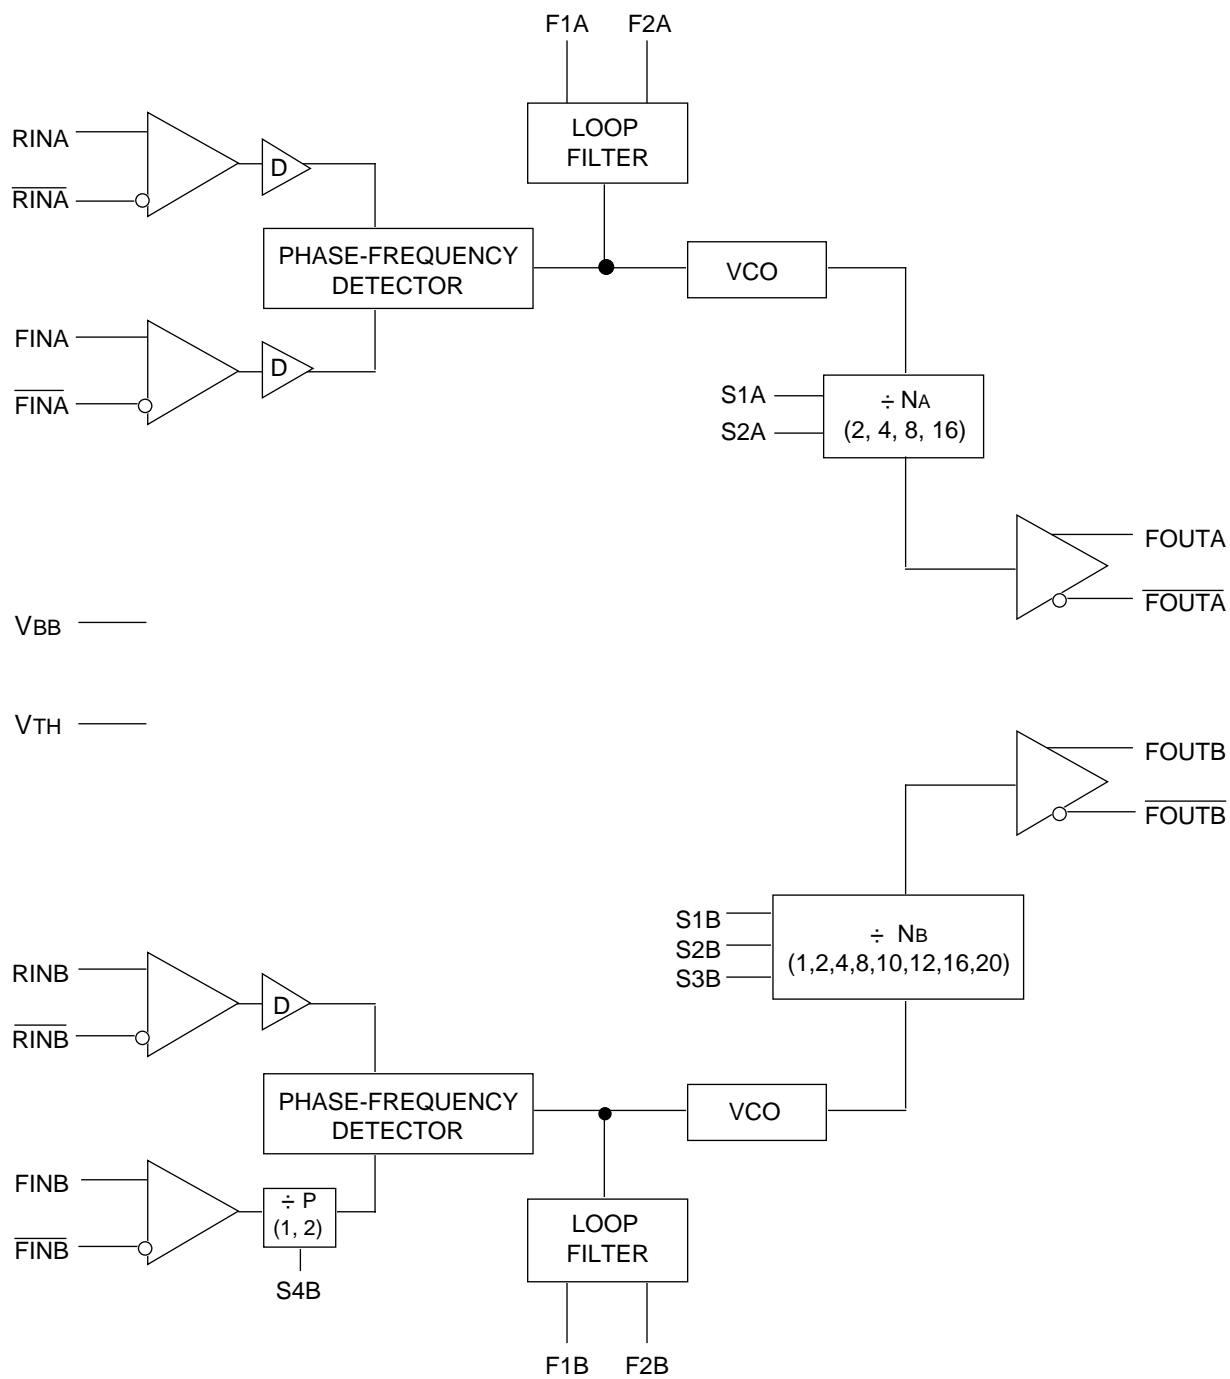 F1A F2A
RINA
RINA
D
LOOP
FILTER
PHASE-FREQUENCY
DETECTOR
VCO
FINA
FINA
D
S1A
S2A
÷ NA
(2, 4, 8, 16)
FOUTA
FOUTA
VBB
VTH
FOUTB
FOUTB
S1B
S2B
S3B
÷ NB
(1,2,4,8,10,12,16,20)
RINB
RINB
D
PHASE-FREQUENCY
DETECTOR
VCO
FINB
FINB
÷ P
(1, 2)
S4B
LOOP
FILTER
F1B F2B